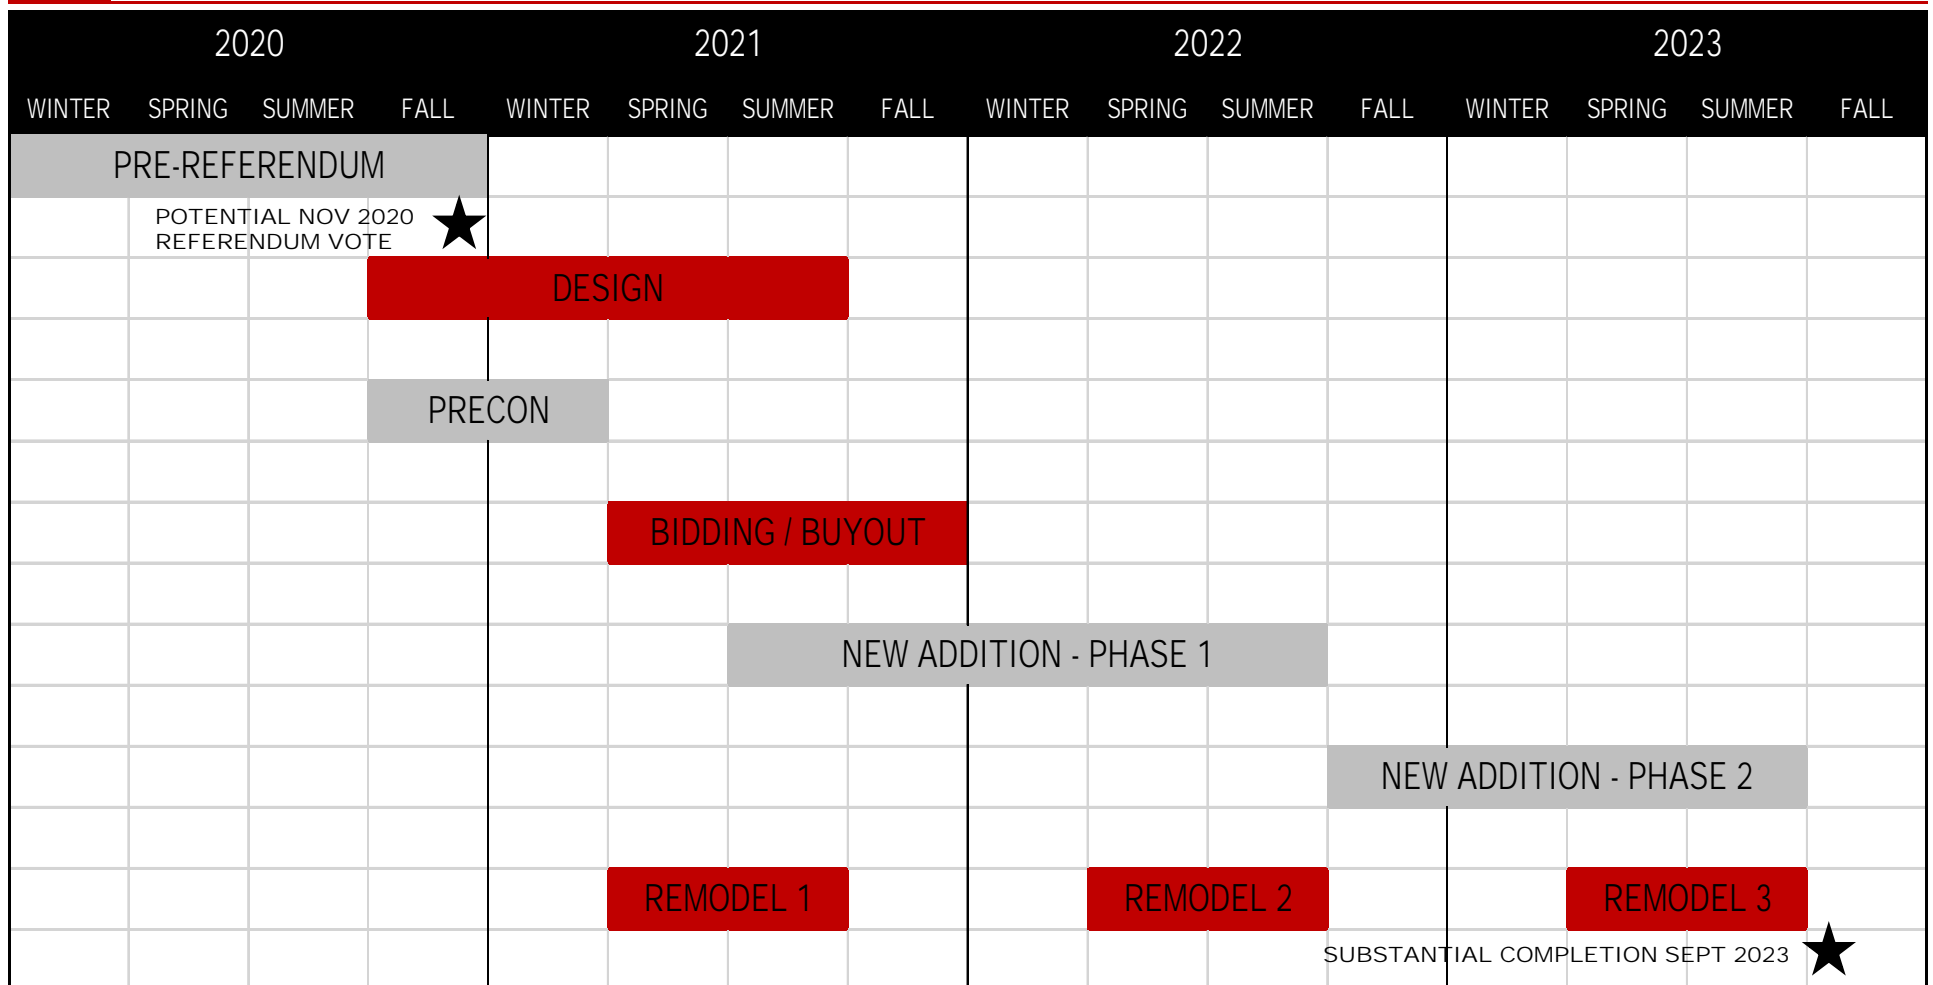 2020 2021 2022 2023
WINTER SPRING SUMMER FALL WINTER SPRING SUMMER FALL WINTER SPRING SUMMER FALL WINTER SPRING SUMMER FALL
PRE-REFERENDUM
POTENTIAL NOV 2020
REFERENDUM VOTE
DESIGN
PRECON
BIDDING / BUYOUT
NEW ADDITION - PHASE 1
NEW ADDITION - PHASE 2
REMODEL 1 REMODEL 2 REMODEL 3
SUBSTANTIAL COMPLETION SEPT 2023